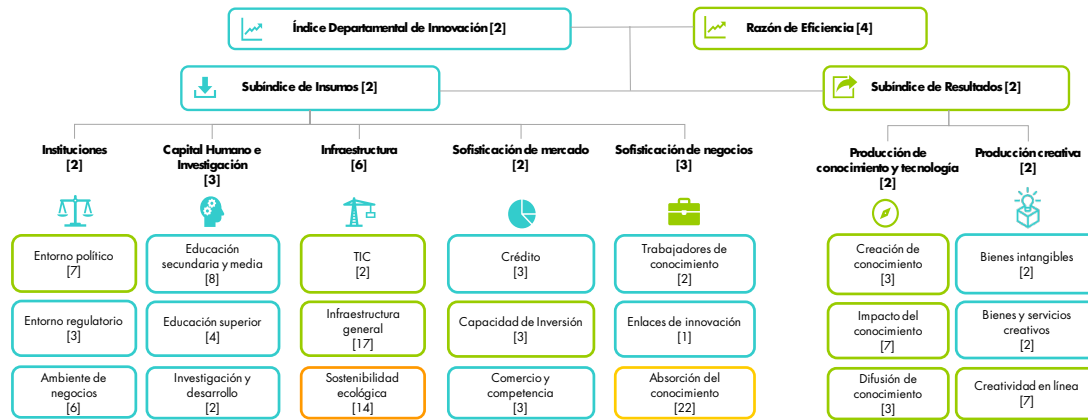 Índice Departamental de Innovación [2]
Razón de Eficiencia [4]
Subíndice de Insumos [2]
Subíndice de Resultados [2]
Instituciones
[2]
Capital Humano e
Investigación
[3]
Infraestructura
[6]
Sofisticación de mercado
[2]
Sofisticación de negocios
[3]
Producción de
conocimiento y tecnología
[2]
Producción creativa
[2]
Entorno político
[7]
Educación
secundaria y media
[8]
TIC
[2]
Crédito
[3]
Trabajadores de
conocimiento
[2]
Creación de
conocimiento
[3]
Bienes intangibles
[2]
Entorno regulatorio
[3]
Educación superior
[4]
Infraestructura
general
[17]
Capacidad de Inversión
[3]
Enlaces de innovación
[1]
Impacto del
conocimiento
[7]
Bienes y servicios
creativos
[2]
Ambiente de
negocios
[6]
Investigación y
desarrollo
[2]
Sostenibilidad
ecológica
[14]
Comercio y
competencia
[3]
Absorción del
conocimiento
[22]
Difusión de
conocimiento
[3]
Creatividad en línea
[7]